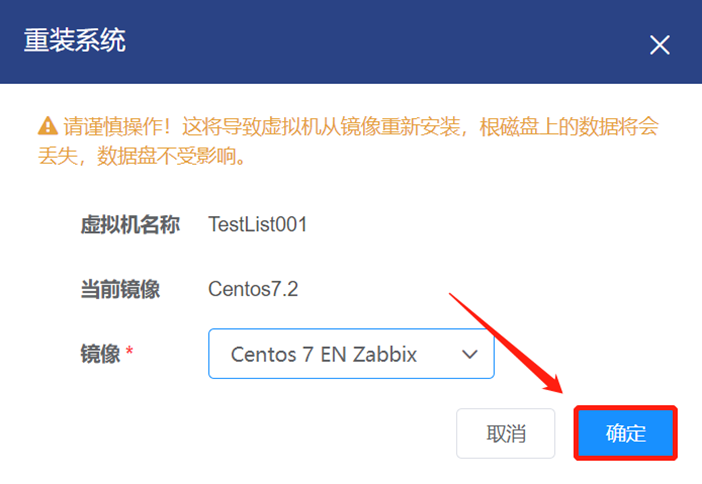 重装系统
请谨慎操作！这将导致虚拟机从镜像重新安装，根磁盘上的数据将会
丢失，数据盘不受影响。
虚拟机名称 TestList001
当前镜像 Centos7.2
镜像 * Centos 7 EN Zabbix
取消 确定